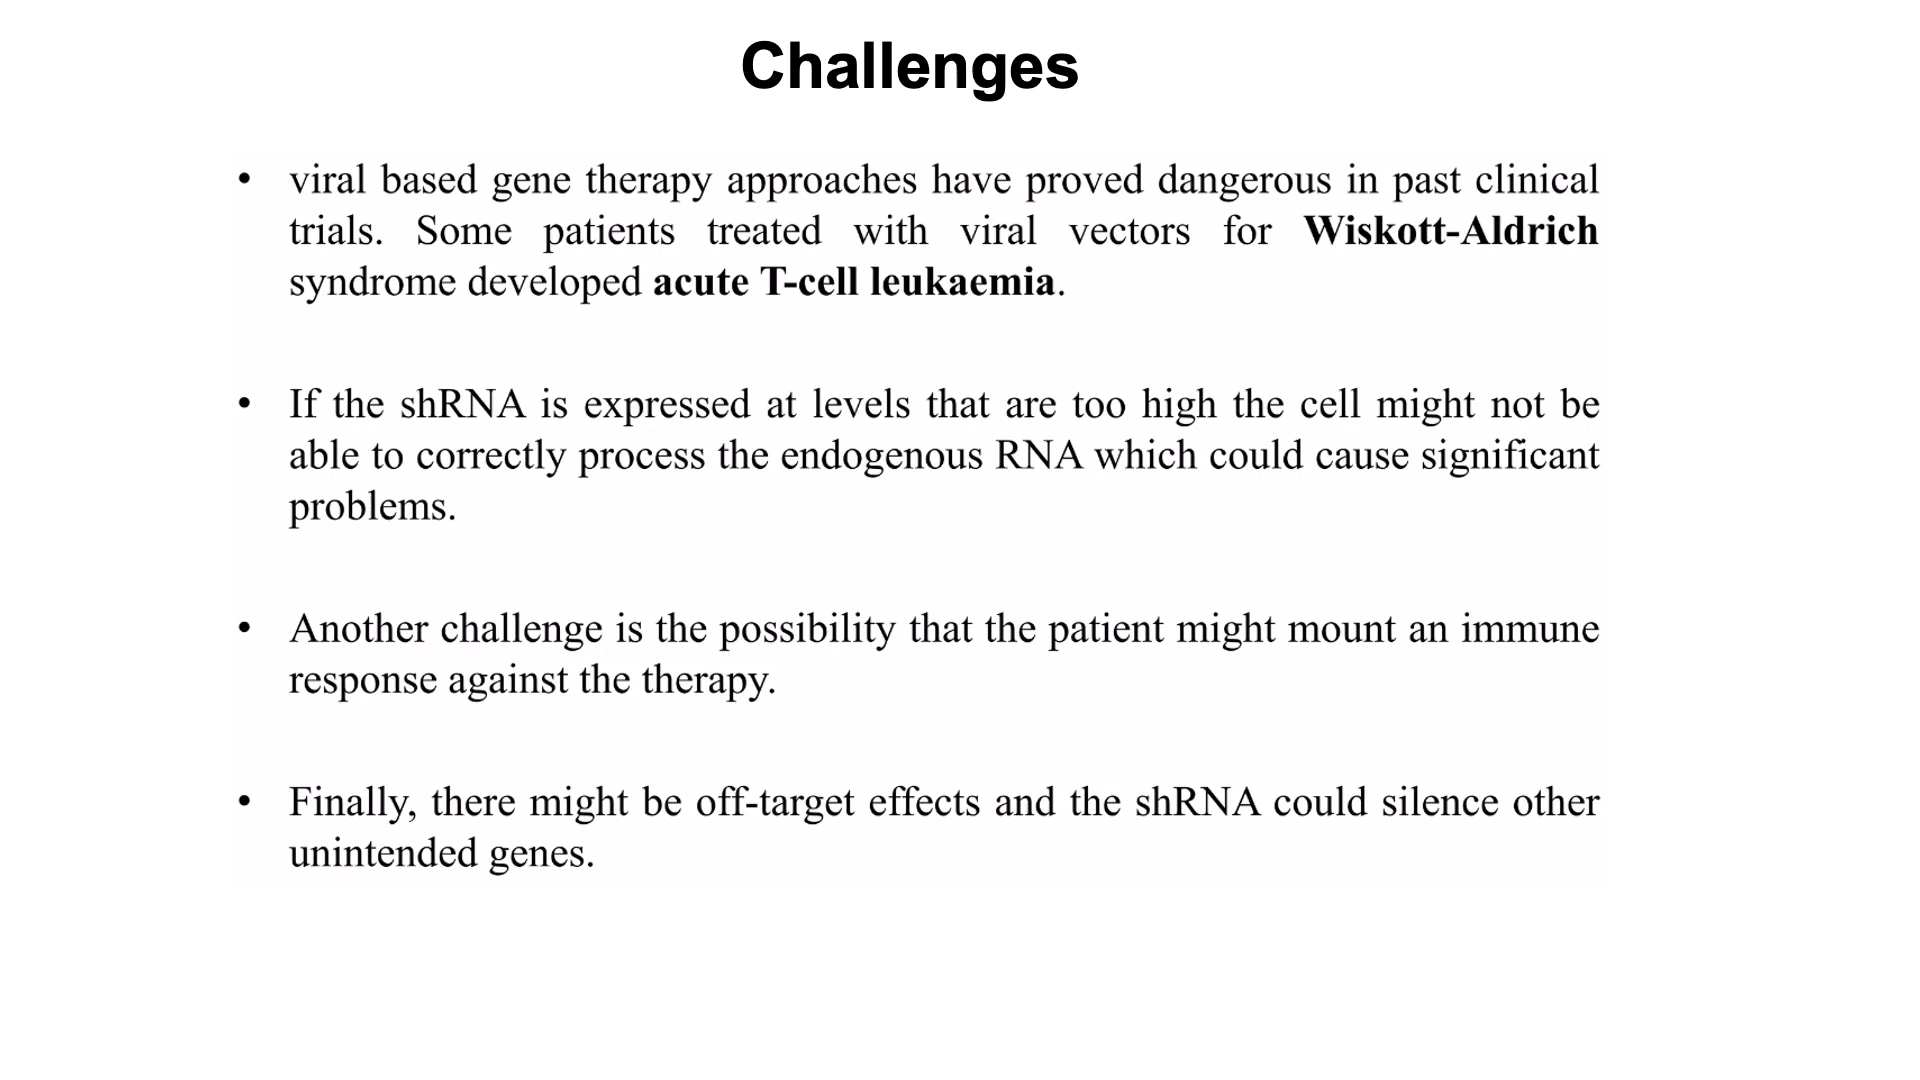 Challenges
• viral based gene therapy approaches have proved dangerous in past clinical
trials. Some patients treated with viral vectors for Wiskott-Aldrich
syndrome developed acute T-cell leukaemia.
• If the shRNA is expressed at levels that are too high the cell might not be
able to correctly process the endogenous RNA which could cause significant
problems.
• Another challenge is the possibility that the patient might mount an immune
response against the therapy.
• Finally, there might be off-target effects and the shRNA could silence other
unintended genes.